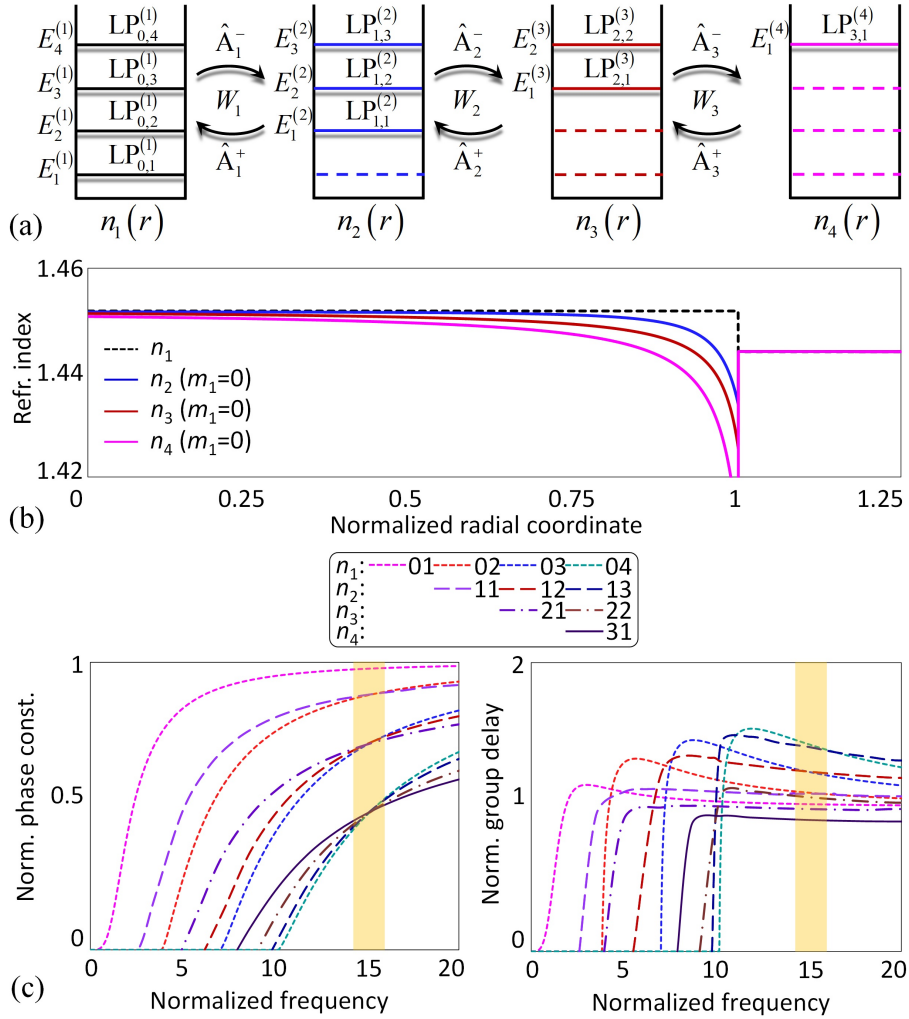 E₄⁽¹⁾ LP₀,₄⁽¹⁾ Â₁⁻ E₃⁽²⁾ LP₁,₃⁽²⁾ Â₂⁻ E₂⁽³⁾ LP₂,₂⁽³⁾ Â₃⁻ E₁⁽⁴⁾ LP₃,₁⁽⁴⁾
E₃⁽¹⁾ LP₀,₃⁽¹⁾ W₁ E₂⁽²⁾ LP₁,₂⁽²⁾ W₂ E₁⁽³⁾ LP₂,₁⁽³⁾ W₃
E₂⁽¹⁾ LP₀,₂⁽¹⁾ Â₁⁺ E₁⁽²⁾ LP₁,₁⁽²⁾ Â₂⁺ Â₃⁺
E₁⁽¹⁾ LP₀,₁⁽¹⁾
(a) n₁(r) n₂(r) n₃(r) n₄(r)
1.46
1.44
1.42
Refr. index
n₁
n₂ (m₁=0)
n₃ (m₁=0)
n₄ (m₁=0)
0 0.25 0.5 0.75 1 1.25
(b) Normalized radial coordinate
n₁: 01 02 03 04
n₂: 11 12 13
n₃: 21 22
n₄: 31
1
0.5
0
Norm. phase const.
0 5 10 15 20
(c) Normalized frequency
2
1
0
Norm. group delay
0 5 10 15 20
Normalized frequency